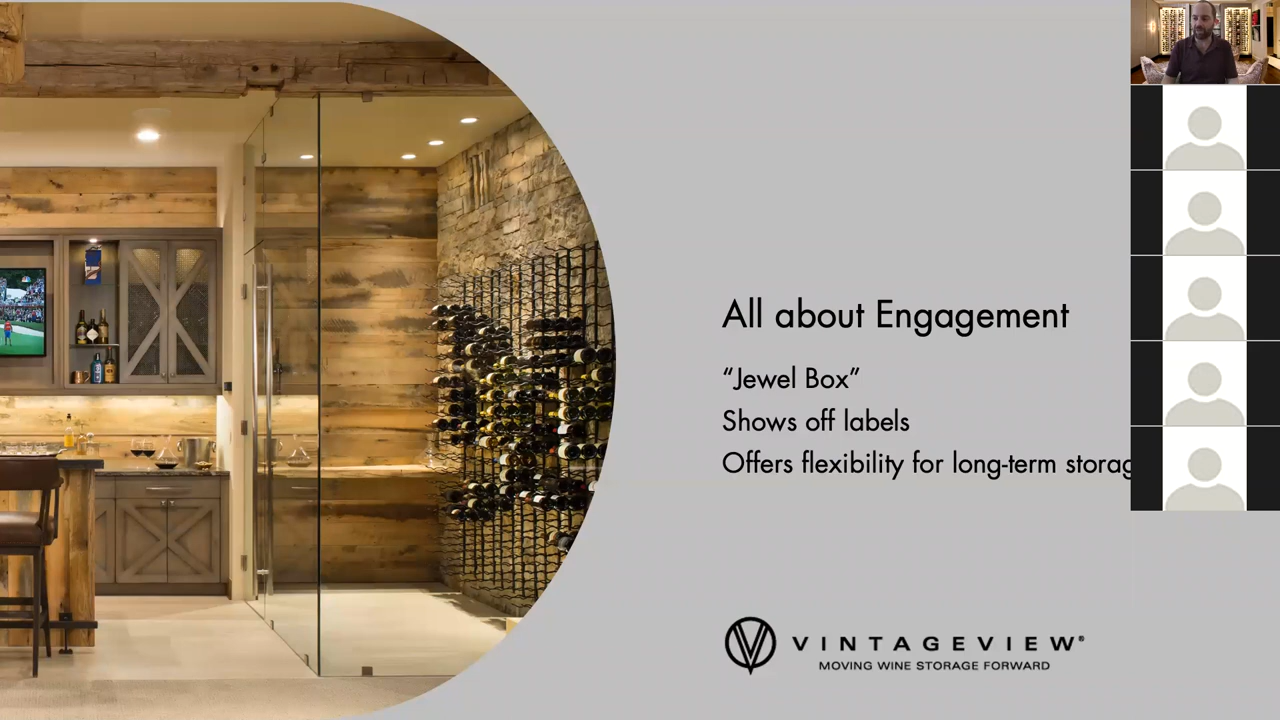 All about Engagement
“Jewel Box”
Shows off labels
Offers flexibility for long-term storag
VINTAGEVIEW®
MOVING WINE STORAGE FORWARD